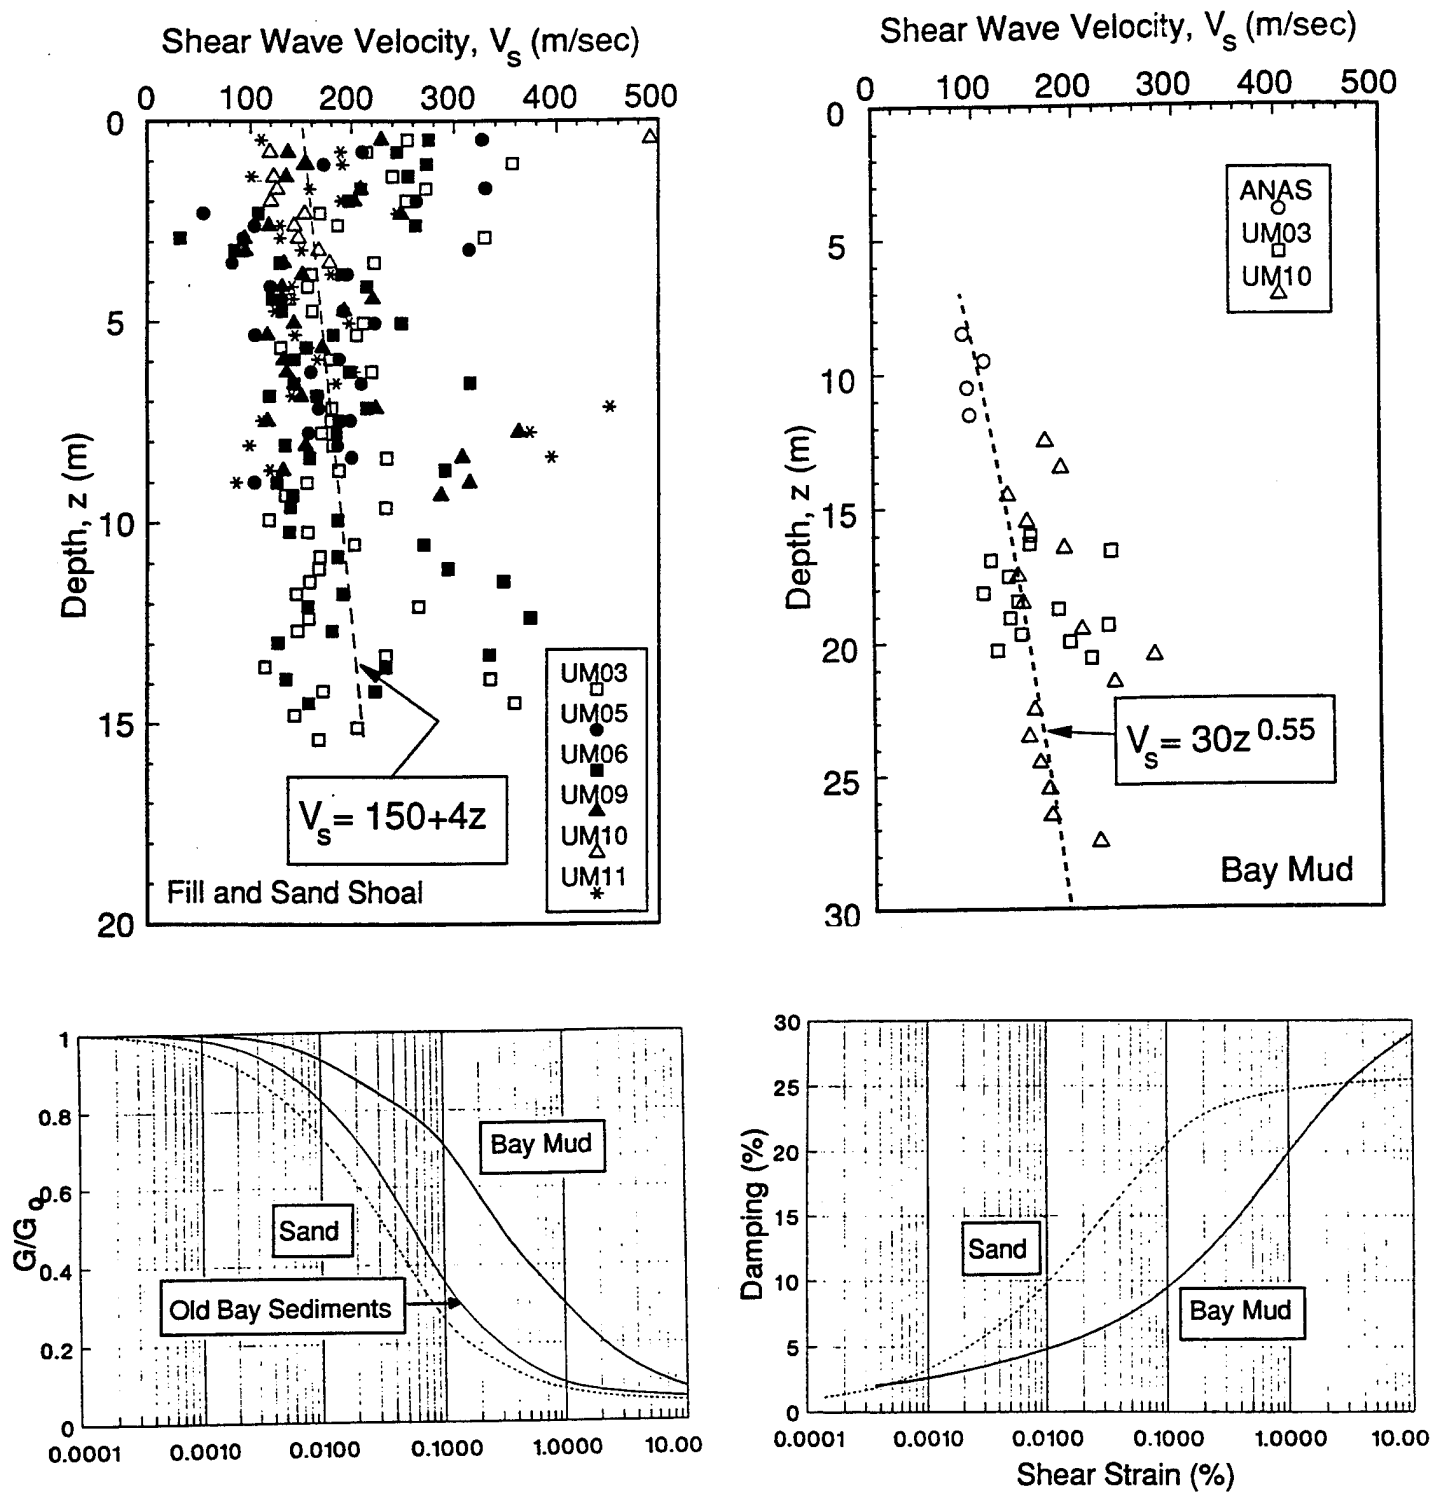 Shear Wave Velocity, Vs (m/sec)
0 100 200 300 400 500
0
5
10
15
20
Depth, z (m)
UM03
UM05
UM06
UM09
UM10
UM11
Vs= 150+4z
Fill and Sand Shoal
Shear Wave Velocity, Vs (m/sec)
0 100 200 300 400 500
0
5
10
15
20
25
30
Depth, z (m)
ANAS
UM03
UM10
Vs= 30z^0.55
Bay Mud
1
0.8
0.6
0.4
0.2
0
G/Go
Bay Mud
Sand
Old Bay Sediments
0.0001 0.0010 0.0100 0.1000 1.0000 10.00
30
25
20
15
10
5
0
Damping (%)
Sand
Bay Mud
0.0001 0.0010 0.0100 0.1000 1.0000 10.00
Shear Strain (%)